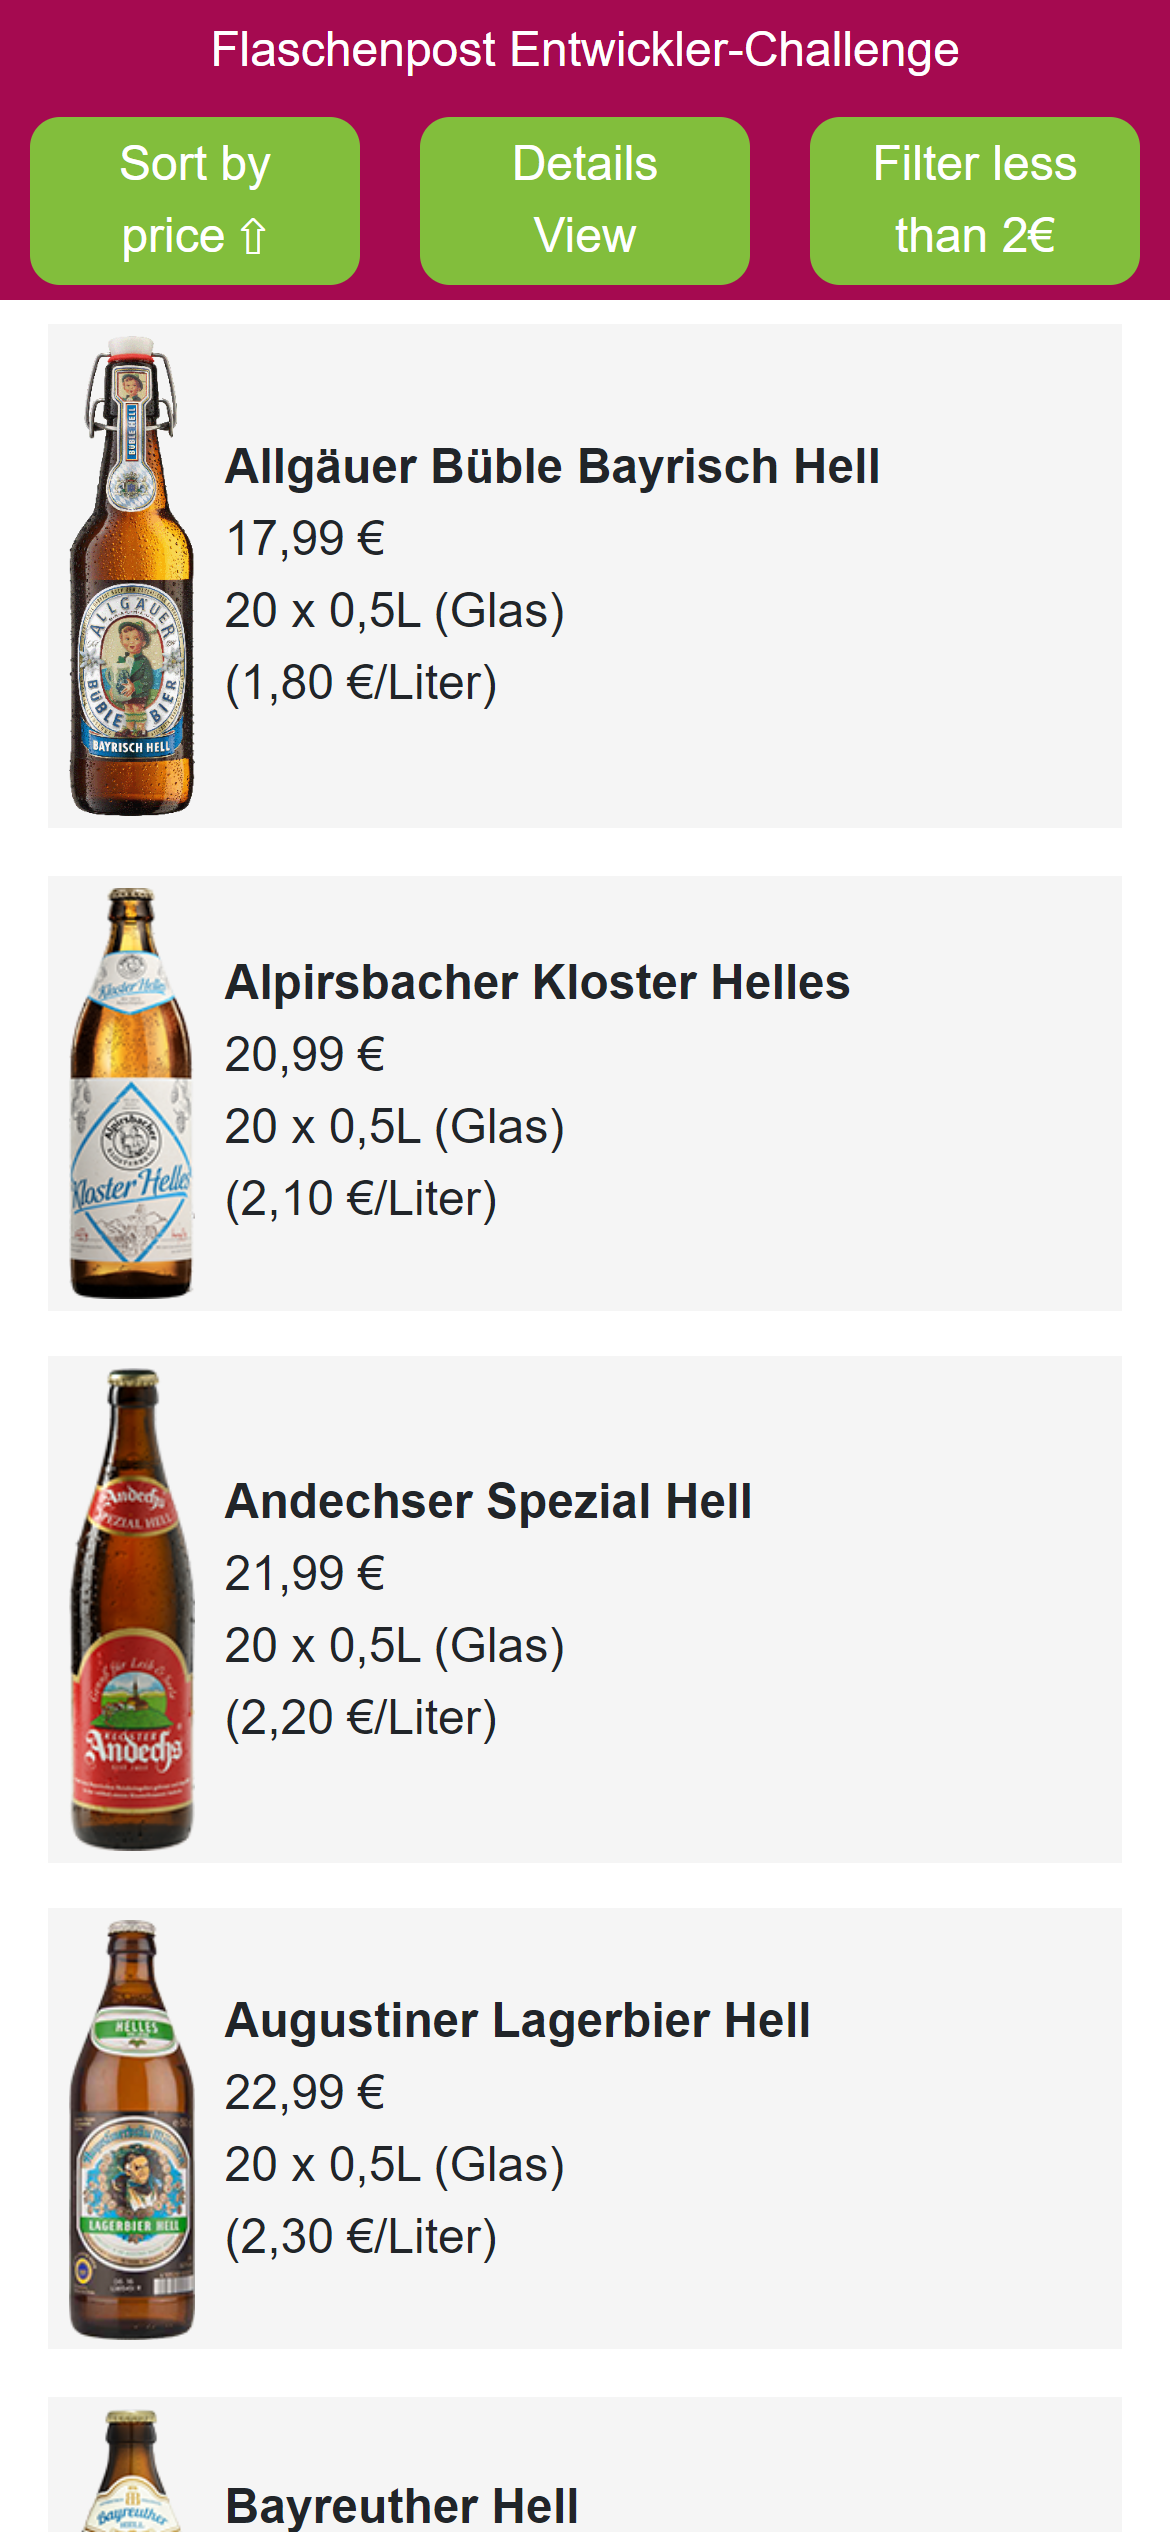 Flaschenpost Entwickler-Challenge
Sort by
price ⇧
Details
View
Filter less
than 2€
BÜBLE HELL
Allgäuer Büble Bayrisch Hell
17,99 €
20 x 0,5L (Glas)
(1,80 €/Liter)
ALLGÄUER
BÜBLE BIER
BAYRISCH HELL
Kloster Helles
Alpirsbacher Kloster Helles
20,99 €
20 x 0,5L (Glas)
(2,10 €/Liter)
Alpirsbacher
Kloster Helles
Andechs
SPEZIAL HELL
Andechser Spezial Hell
21,99 €
20 x 0,5L (Glas)
(2,20 €/Liter)
KLOSTER
Andechs
HELLES
Augustiner Lagerbier Hell
22,99 €
20 x 0,5L (Glas)
(2,30 €/Liter)
LAGERBIER HELL
Bayreuther
HELL
Bayreuther Hell